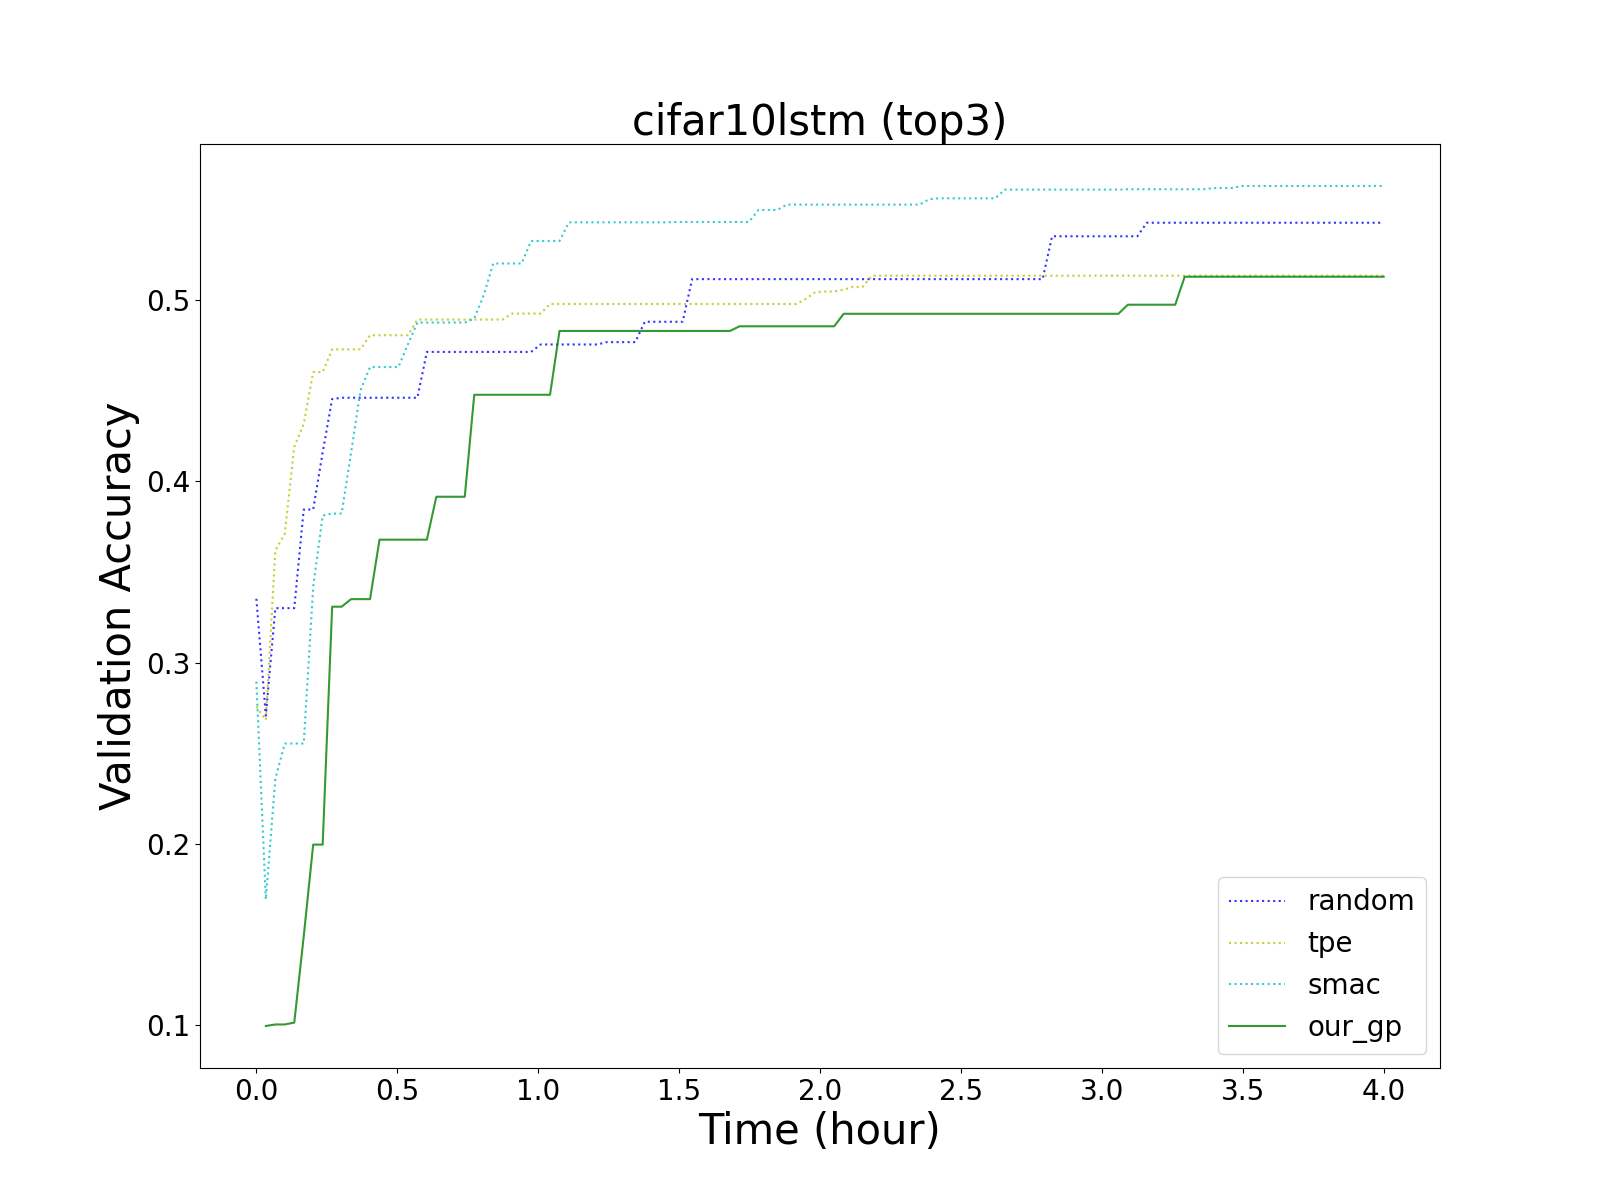 cifar10lstm (top3)
Validation Accuracy
0.5
0.4
0.3
0.2
0.1
0.0 0.5 1.0 1.5 2.0 2.5 3.0 3.5 4.0
Time (hour)
random
tpe
smac
our_gp